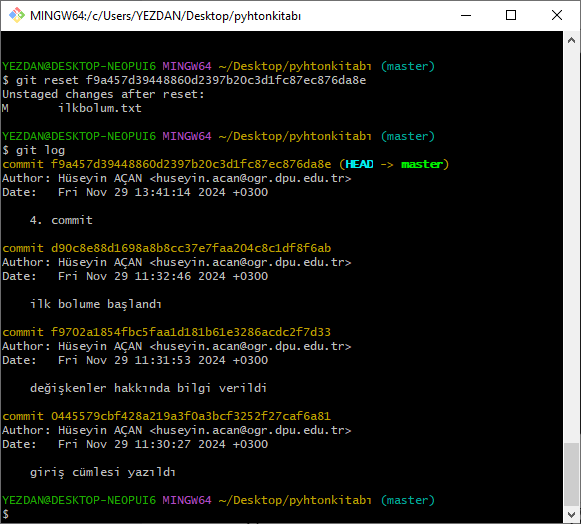 MINGW64:/c/Users/YEZDAN/Desktop/pyhtonkitabı
YEZDAN@DESKTOP-NEOPUI6 MINGW64 ~/Desktop/pyhtonkitabı (master)
$ git reset f9a457d39448860d2397b20c3d1fc87ec876da8e
Unstaged changes after reset:
M       ilkbolum.txt
YEZDAN@DESKTOP-NEOPUI6 MINGW64 ~/Desktop/pyhtonkitabı (master)
$ git log
commit f9a457d39448860d2397b20c3d1fc87ec876da8e (HEAD -> master)
Author: Hüseyin AÇAN <huseyin.acan@ogr.dpu.edu.tr>
Date:   Fri Nov 29 13:41:14 2024 +0300
    4. commit
commit d90c8e88d1698a8b8cc37e7faa204c8c1df8f6ab
Author: Hüseyin AÇAN <huseyin.acan@ogr.dpu.edu.tr>
Date:   Fri Nov 29 11:32:46 2024 +0300
    ilk bolume başlandı
commit f9702a1854fbc5faa1d181b61e3286acdc2f7d33
Author: Hüseyin AÇAN <huseyin.acan@ogr.dpu.edu.tr>
Date:   Fri Nov 29 11:31:53 2024 +0300
    değişkenler hakkında bilgi verildi
commit 0445579cbf428a219a3f0a3bcf3252f27caf6a81
Author: Hüseyin AÇAN <huseyin.acan@ogr.dpu.edu.tr>
Date:   Fri Nov 29 11:30:27 2024 +0300
    giriş cümlesi yazıldı
YEZDAN@DESKTOP-NEOPUI6 MINGW64 ~/Desktop/pyhtonkitabı (master)
$